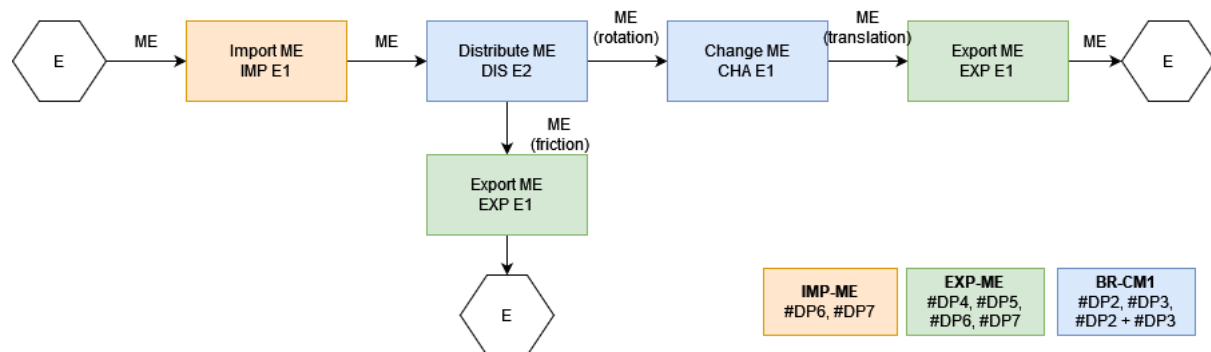 E
ME
Import ME
IMP E1
ME
Distribute ME
DIS E2
ME
(rotation)
Change ME
CHA E1
ME
(translation)
Export ME
EXP E1
ME
E
ME
(friction)
Export ME
EXP E1
E
IMP-ME
#DP6, #DP7
EXP-ME
#DP4, #DP5,
#DP6, #DP7
BR-CM1
#DP2, #DP3,
#DP2 + #DP3